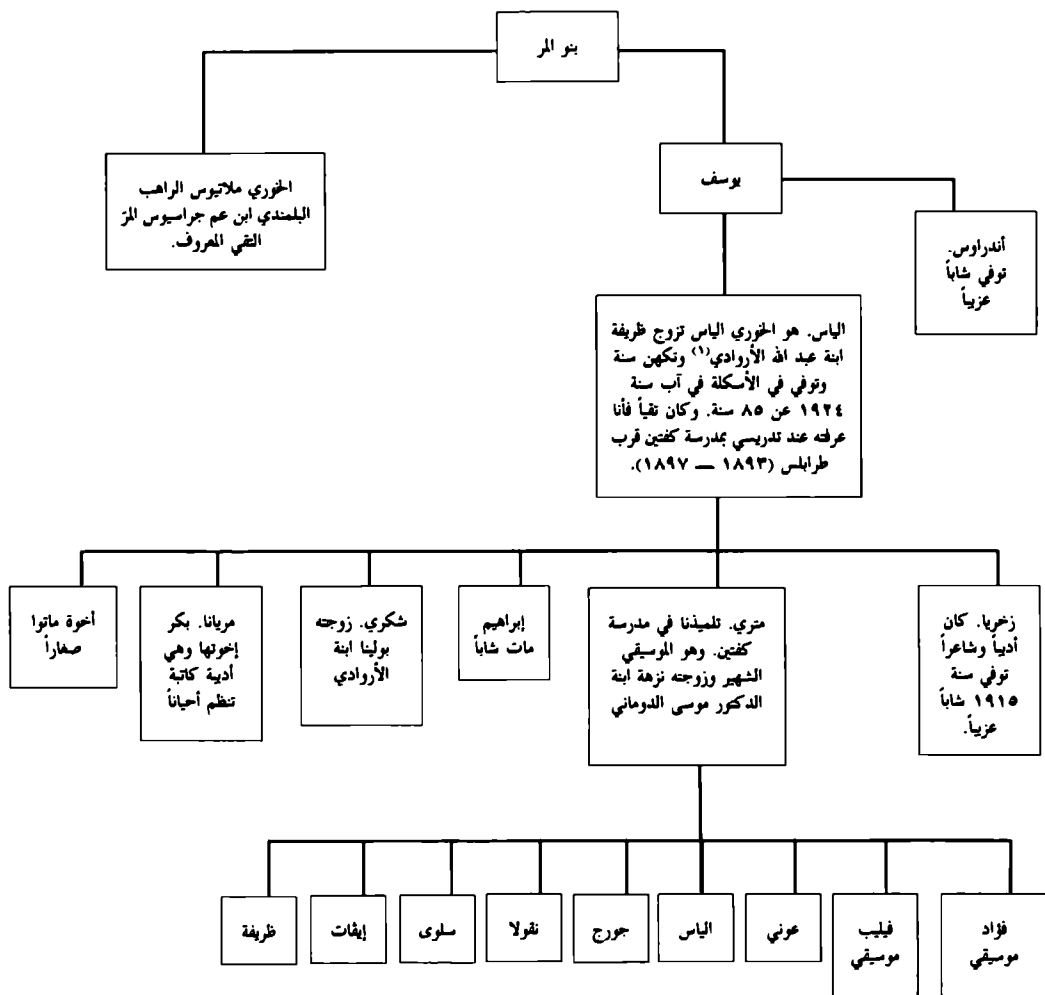 بنو المر
يوسف
الخوري ملاتيوس الراهب
البلمندي ابن عم جراسيوس المرّ
التقي المعروف.
أندراوس.
توفي شاباً
عزيباً
الياس. هو الخوري الياس تزوج ظريفة
ابنة عبد الله الأروادي(١) وتكهن سنة
وتوفي في الأسكلة في آب سنة
١٩٢٤ عن ٨٥ سنة. وكان تقياً فأنا
عرفته عند تدريسي بمدرسة كفتين قرب
طرابلس (١٨٩٣ — ١٨٩٧).
زخريا. كان
أديباً وشاعراً
توفي سنة
١٩١٥ شاباً
عزيباً.
متري. تلميذنا في مدرسة
كفتين. وهو الموسيقي
الشهير وزوجته نزهة ابنة
الدكتور موسى الدوماني
إبراهيم
مات شاباً
شكري. زوجته
بولينا ابنة
الأروادي
مريانا. بكر
إخوتها وهي
أديبة كاتبة
تنظم أحياناً
أخوة ماتوا
صغاراً
فؤاد
موسيقي
فيليب
موسيقي
عوني
الياس
جورج
نقولا
سلوى
إيڤات
ظريفة